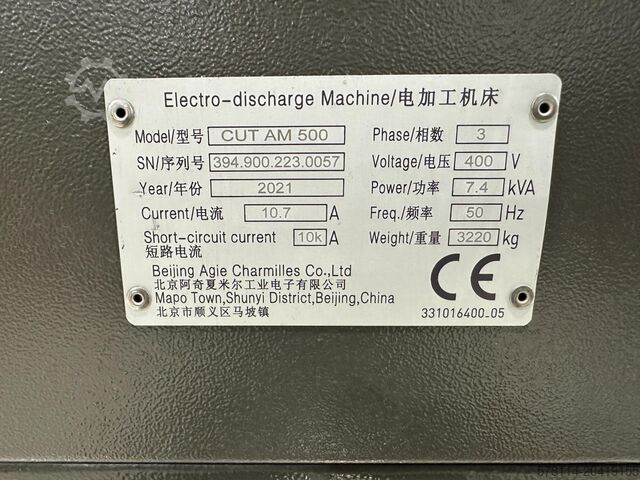 Electro-discharge Machine/电加工机床
Model/型号 CUT AM 500 Phase/相数 3
SN/序列号 394.900.223.0057 Voltage/电压 400 V
Year/年份 2021 Power/功率 7.4 kVA
Current/电流 10.7 A Freq./频率 50 Hz
Short-circuit current 10k A Weight/重量 3220 kg
短路电流
Beijing Agie Charmilles Co.,Ltd
北京阿奇夏米尔工业电子有限公司
Mapo Town,Shunyi District,Beijing,China
北京市顺义区马坡镇
CE
331016400_05